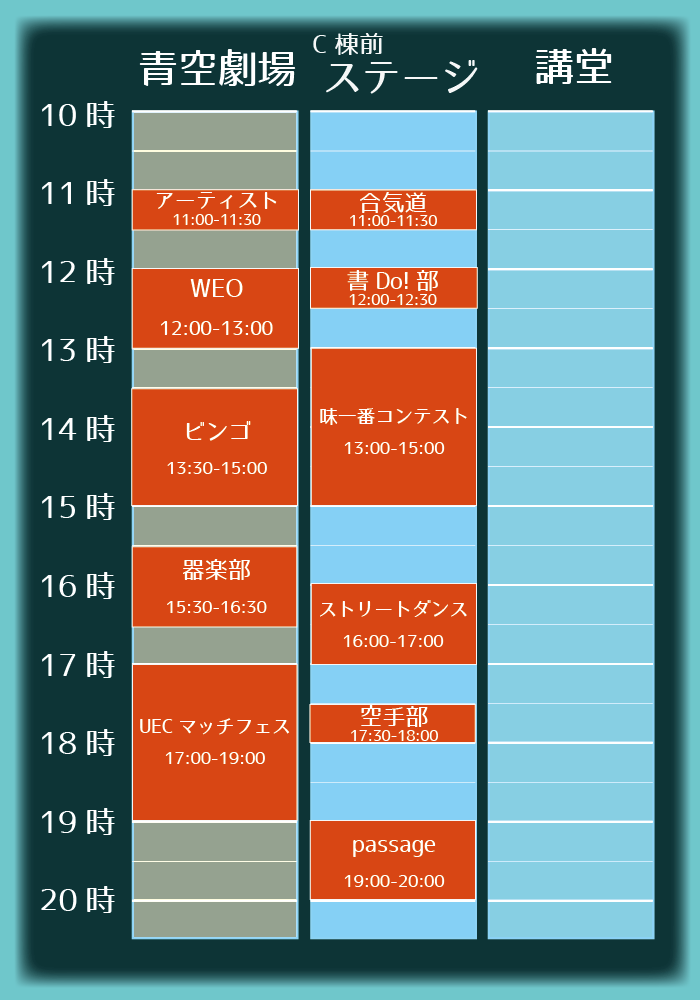 青空劇場
C 棟前
ステージ
講堂
10 時
11 時
12 時
13 時
14 時
15 時
16 時
17 時
18 時
19 時
20 時
アーティスト
11:00-11:30
WEO
12:00-13:00
ビンゴ
13:30-15:00
器楽部
15:30-16:30
UEC マッチフェス
17:00-19:00
合気道
11:00-11:30
書 Do! 部
12:00-12:30
味一番コンテスト
13:00-15:00
ストリートダンス
16:00-17:00
空手部
17:30-18:00
passage
19:00-20:00